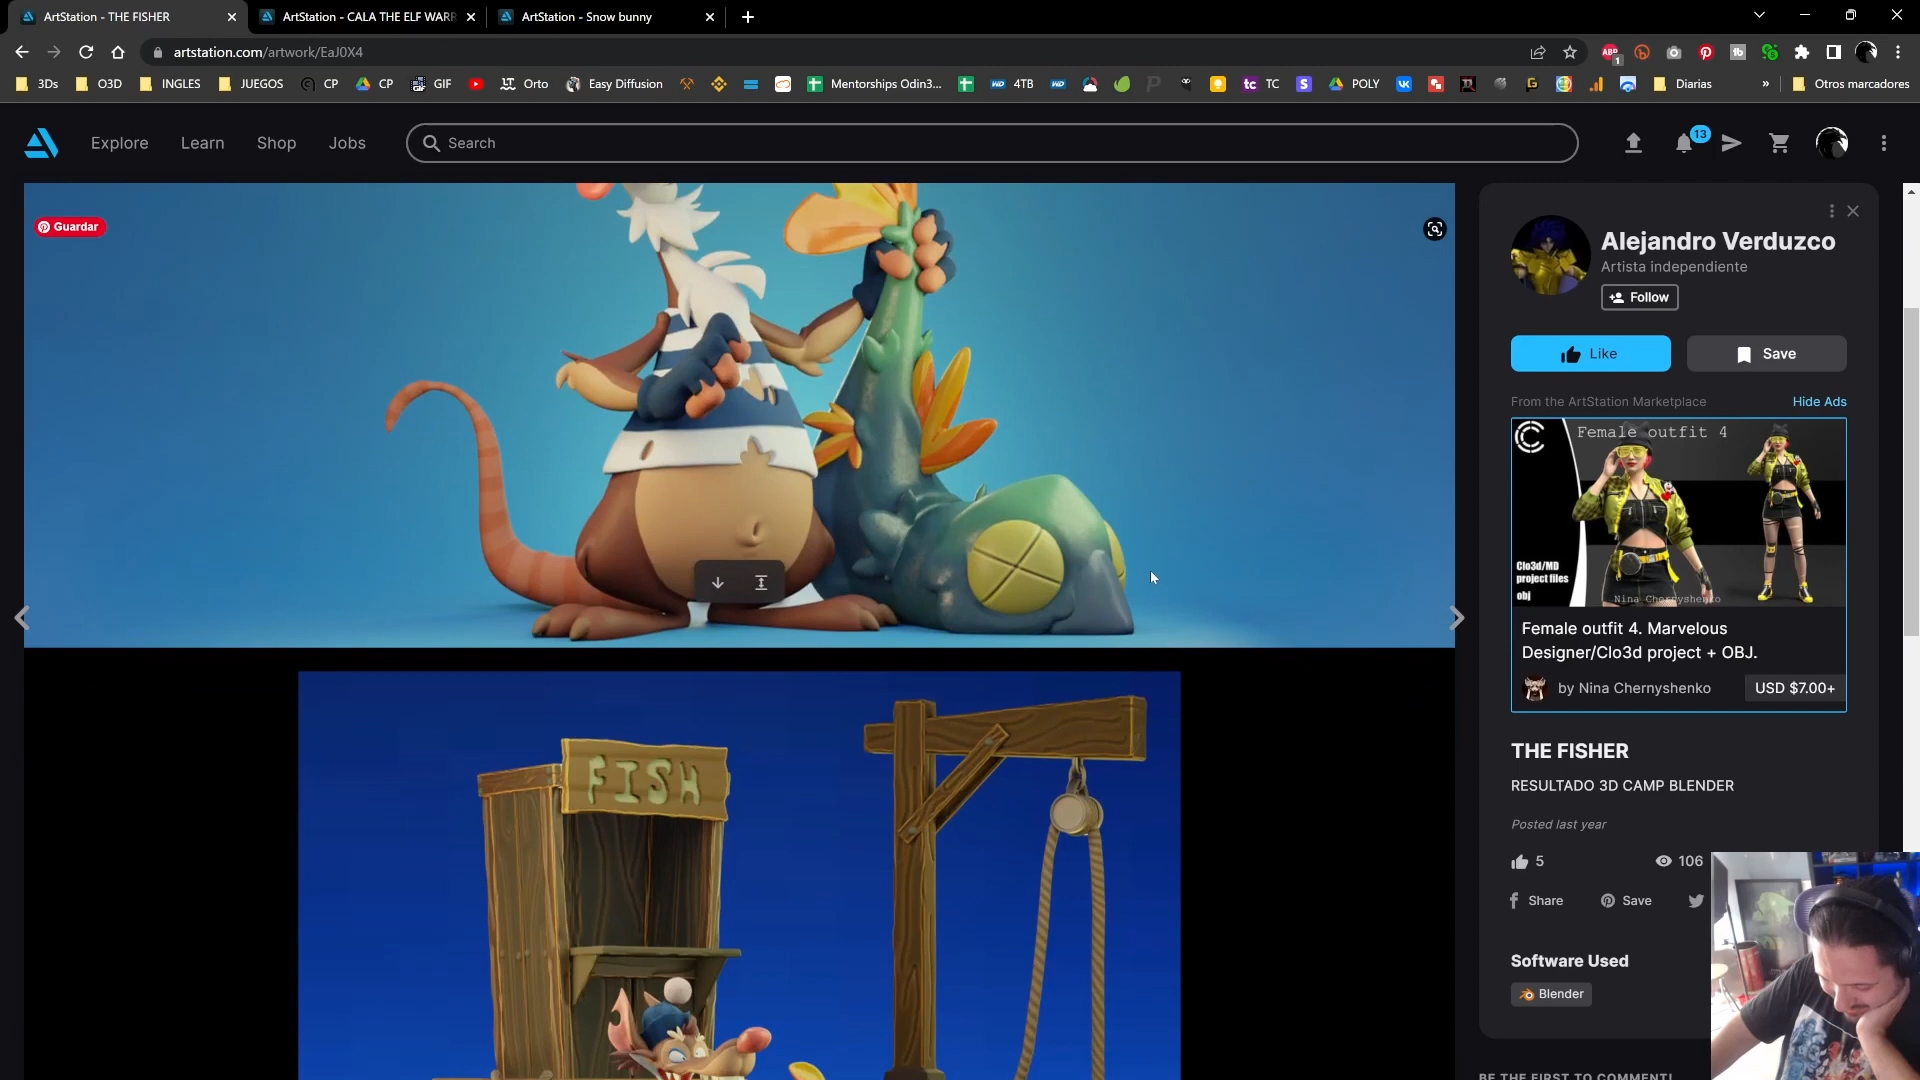 ArtStation - THE FISHER
ArtStation - CALA THE ELF WARR
ArtStation - Snow bunny
artstation.com/artwork/EaJ0X4
ABP
1
3Ds
O3D
INGLES
JUEGOS
CP
CP
GIF
Orto
Easy Diffusion
Mentorships Odin3...
4TB
TC
POLY
Diarias
»
Otros marcadores
Explore
Learn
Shop
Jobs
Search
13
Guardar
Alejandro Verduzco
Artista independiente
Follow
Like
Save
From the ArtStation Marketplace
Hide Ads
Female outfit 4
Clo3d/MD
project files
obj
Nina Chernyshenko
Female outfit 4. Marvelous
Designer/Clo3d project + OBJ.
by Nina Chernyshenko
USD $7.00+
FISH
THE FISHER
RESULTADO 3D CAMP BLENDER
Posted last year
5
106
Share
Save
Software Used
Blender
BE THE FIRST TO COMMENT!